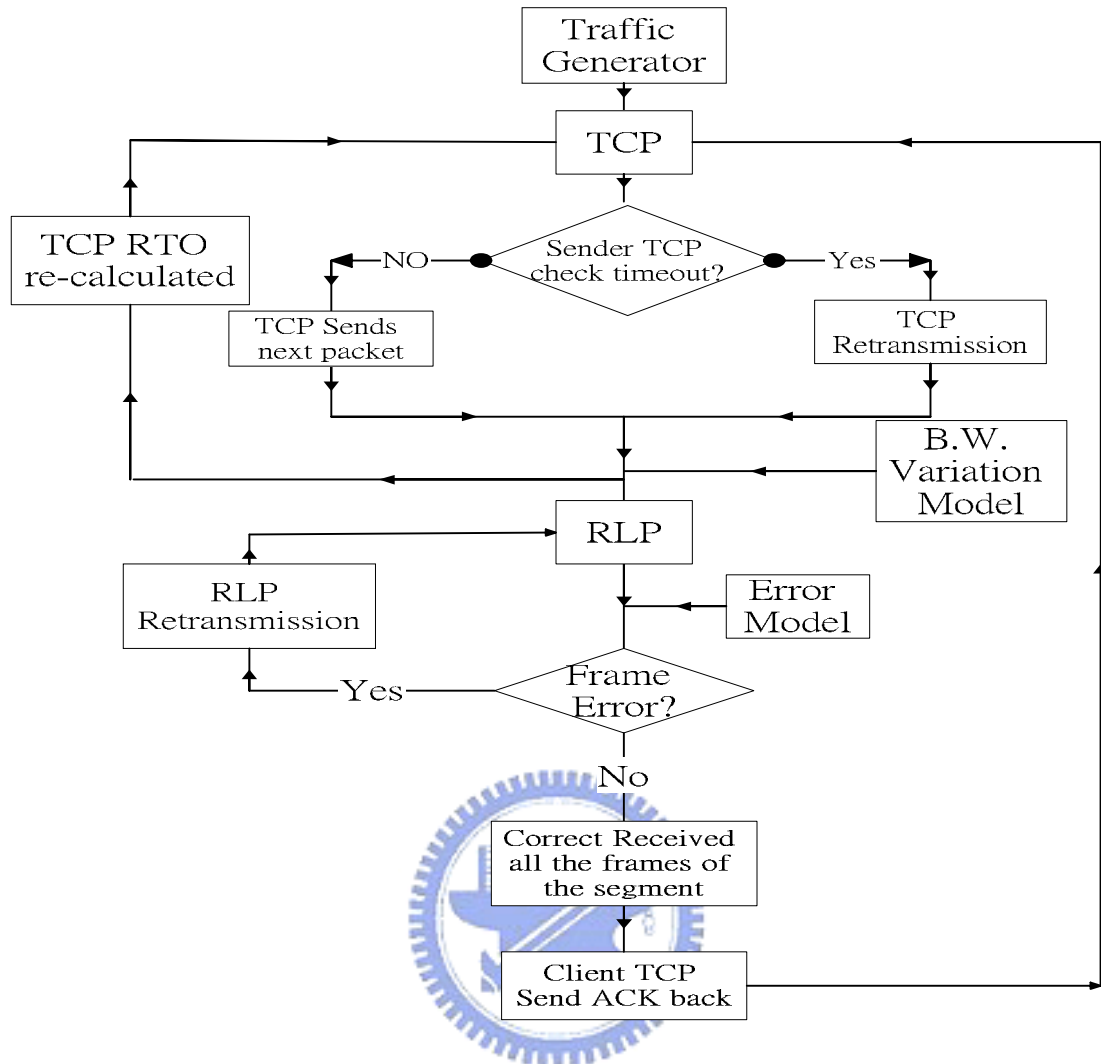 Traffic
Generator
TCP
TCP RTO
re-calculated
Sender TCP
check timeout?
NO
Yes
TCP Sends
next packet
TCP
Retransmission
B.W.
Variation
Model
RLP
RLP
Retransmission
Error
Model
Frame
Error?
Yes
No
Correct Received
all the frames of
the segment
Client TCP
Send ACK back